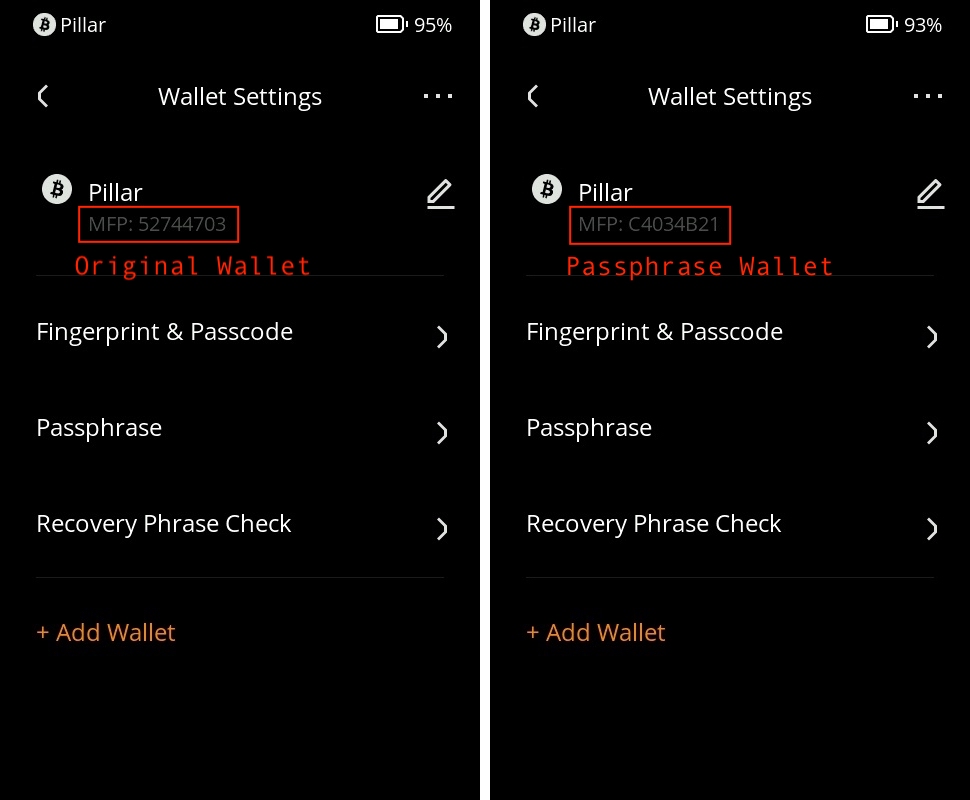 Pillar 95%
Wallet Settings
Pillar
MFP: 52744703
Original Wallet
Fingerprint & Passcode
Passphrase
Recovery Phrase Check
+ Add Wallet
Pillar 93%
Wallet Settings
Pillar
MFP: C4034B21
Passphrase Wallet
Fingerprint & Passcode
Passphrase
Recovery Phrase Check
+ Add Wallet